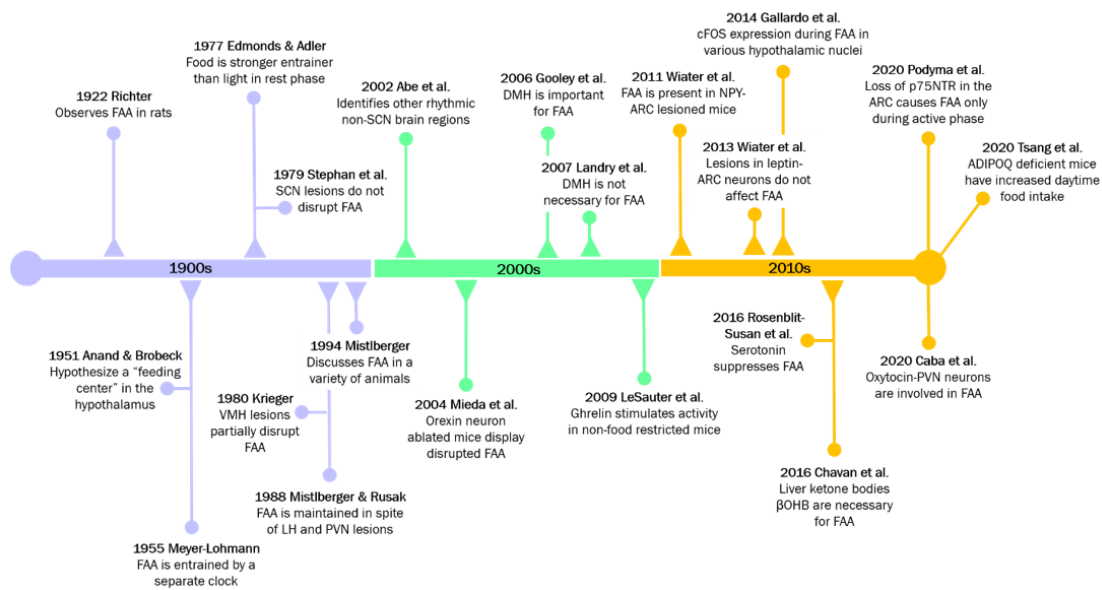 1922 Richter
Observes FAA in rats
1977 Edmonds & Adler
Food is stronger entrainer
than light in rest phase
1979 Stephan et al.
SCN lesions do not
disrupt FAA
2002 Abe et al.
Identifies other rhythmic
non-SCN brain regions
2006 Gooley et al.
DMH is important
for FAA
2007 Landry et al.
DMH is not
necessary for FAA
2011 Wiater et al.
FAA is present in NPY-
ARC lesioned mice
2013 Wiater et al.
Lesions in leptin-
ARC neurons do not
affect FAA
2014 Gallardo et al.
cFOS expression during FAA in
various hypothalamic nuclei
2020 Podyma et al.
Loss of p75NTR in the
ARC causes FAA only
during active phase
2020 Tsang et al.
ADIPOQ deficient mice
have increased daytime
food intake
1900s
2000s
2010s
1951 Anand & Brobeck
Hypothesize a “feeding
center” in the
hypothalamus
1955 Meyer-Lohmann
FAA is entrained by a
separate clock
1980 Krieger
VMH lesions
partially disrupt
FAA
1988 Mistlberger & Rusak
FAA is maintained in spite
of LH and PVN lesions
1994 Mistlberger
Discusses FAA in a
variety of animals
2004 Mieda et al.
Orexin neuron
ablated mice display
disrupted FAA
2009 LeSauter et al.
Ghrelin stimulates activity
in non-food restricted mice
2016 Rosenblit-
Susan et al.
Serotonin
suppresses FAA
2016 Chavan et al.
Liver ketone bodies
βOHB are necessary
for FAA
2020 Caba et al.
Oxytocin-PVN neurons
are involved in FAA